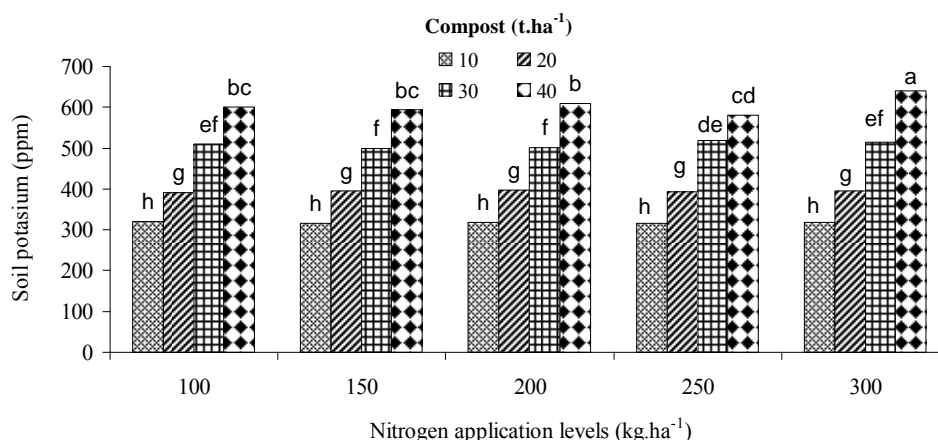 Compost (t.ha-1)
10 20
30 40
700
600
500
400
300
200
100
0
Soil potasium (ppm)
h g ef bc
h g f bc
h g f b
h g de cd
h g ef a
100 150 200 250 300
Nitrogen application levels (kg.ha-1)